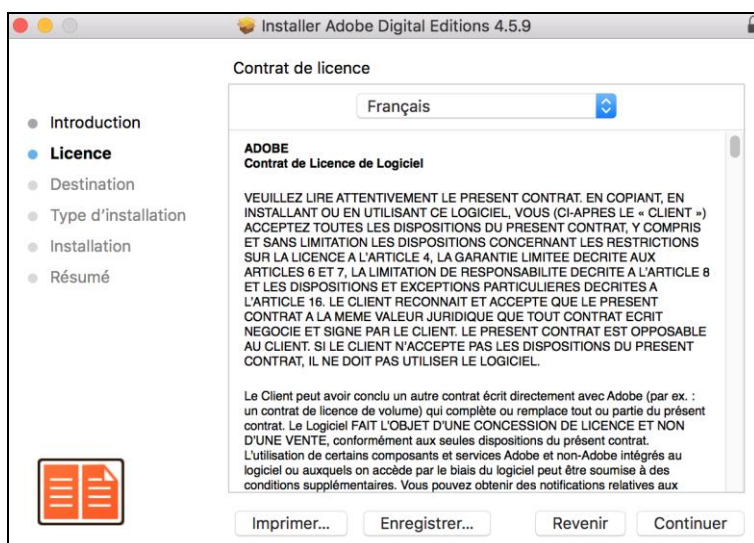 Installer Adobe Digital Editions 4.5.9
Contrat de licence
Français
Introduction
Licence
Destination
Type d'installation
Installation
Résumé
ADOBE
Contrat de Licence de Logiciel
VEUILLEZ LIRE ATTENTIVEMENT LE PRESENT CONTRAT. EN COPIANT, EN
INSTALLANT OU EN UTILISANT CE LOGICIEL, VOUS (CI-APRES LE « CLIENT »)
ACCEPTEZ TOUTES LES DISPOSITIONS DU PRESENT CONTRAT, Y COMPRIS
ET SANS LIMITATION LES DISPOSITIONS CONCERNANT LES RESTRICTIONS
SUR LA LICENCE A L'ARTICLE 4, LA GARANTIE LIMITEE DECRITE AUX
ARTICLES 6 ET 7, LA LIMITATION DE RESPONSABILITE DECRITE A L'ARTICLE 8
ET LES DISPOSITIONS ET EXCEPTIONS PARTICULIERES DECRITES A
L'ARTICLE 16. LE CLIENT RECONNAIT ET ACCEPTE QUE LE PRESENT
CONTRAT A LA MEME VALEUR JURIDIQUE QUE TOUT CONTRAT ECRIT
NEGOCIE ET SIGNE PAR LE CLIENT. LE PRESENT CONTRAT EST OPPOSABLE
AU CLIENT. SI LE CLIENT N'ACCEPTE PAS LES DISPOSITIONS DU PRESENT
CONTRAT, IL NE DOIT PAS UTILISER LE LOGICIEL.
Le Client peut avoir conclu un autre contrat écrit directement avec Adobe (par ex. :
un contrat de licence de volume) qui complète ou remplace tout ou partie du présent
contrat. Le Logiciel FAIT L'OBJET D'UNE CONCESSION DE LICENCE ET NON
D'UNE VENTE, conformément aux seules dispositions du présent contrat.
L'utilisation de certains composants et services Adobe et non-Adobe intégrés au
logiciel ou auxquels on accède par le biais du logiciel peut être soumise à des
conditions supplémentaires. Vous pouvez obtenir des notifications relatives aux
Imprimer... Enregistrer... Revenir Continuer